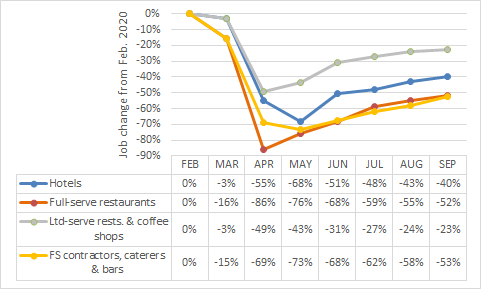 0%
-10%
-20%
-30%
-40%
-50%
-60%
-70%
-80%
-90%
Job change from Feb. 2020
FEB MAR APR MAY JUN JUL AUG SEP
Hotels 0% -3% -55% -68% -51% -48% -43% -40%
Full-serve restaurants 0% -16% -86% -76% -68% -59% -55% -52%
Ltd-serve rests. & coffee
shops 0% -3% -49% -43% -31% -27% -24% -23%
FS contractors, caterers
& bars 0% -15% -69% -73% -68% -62% -58% -53%